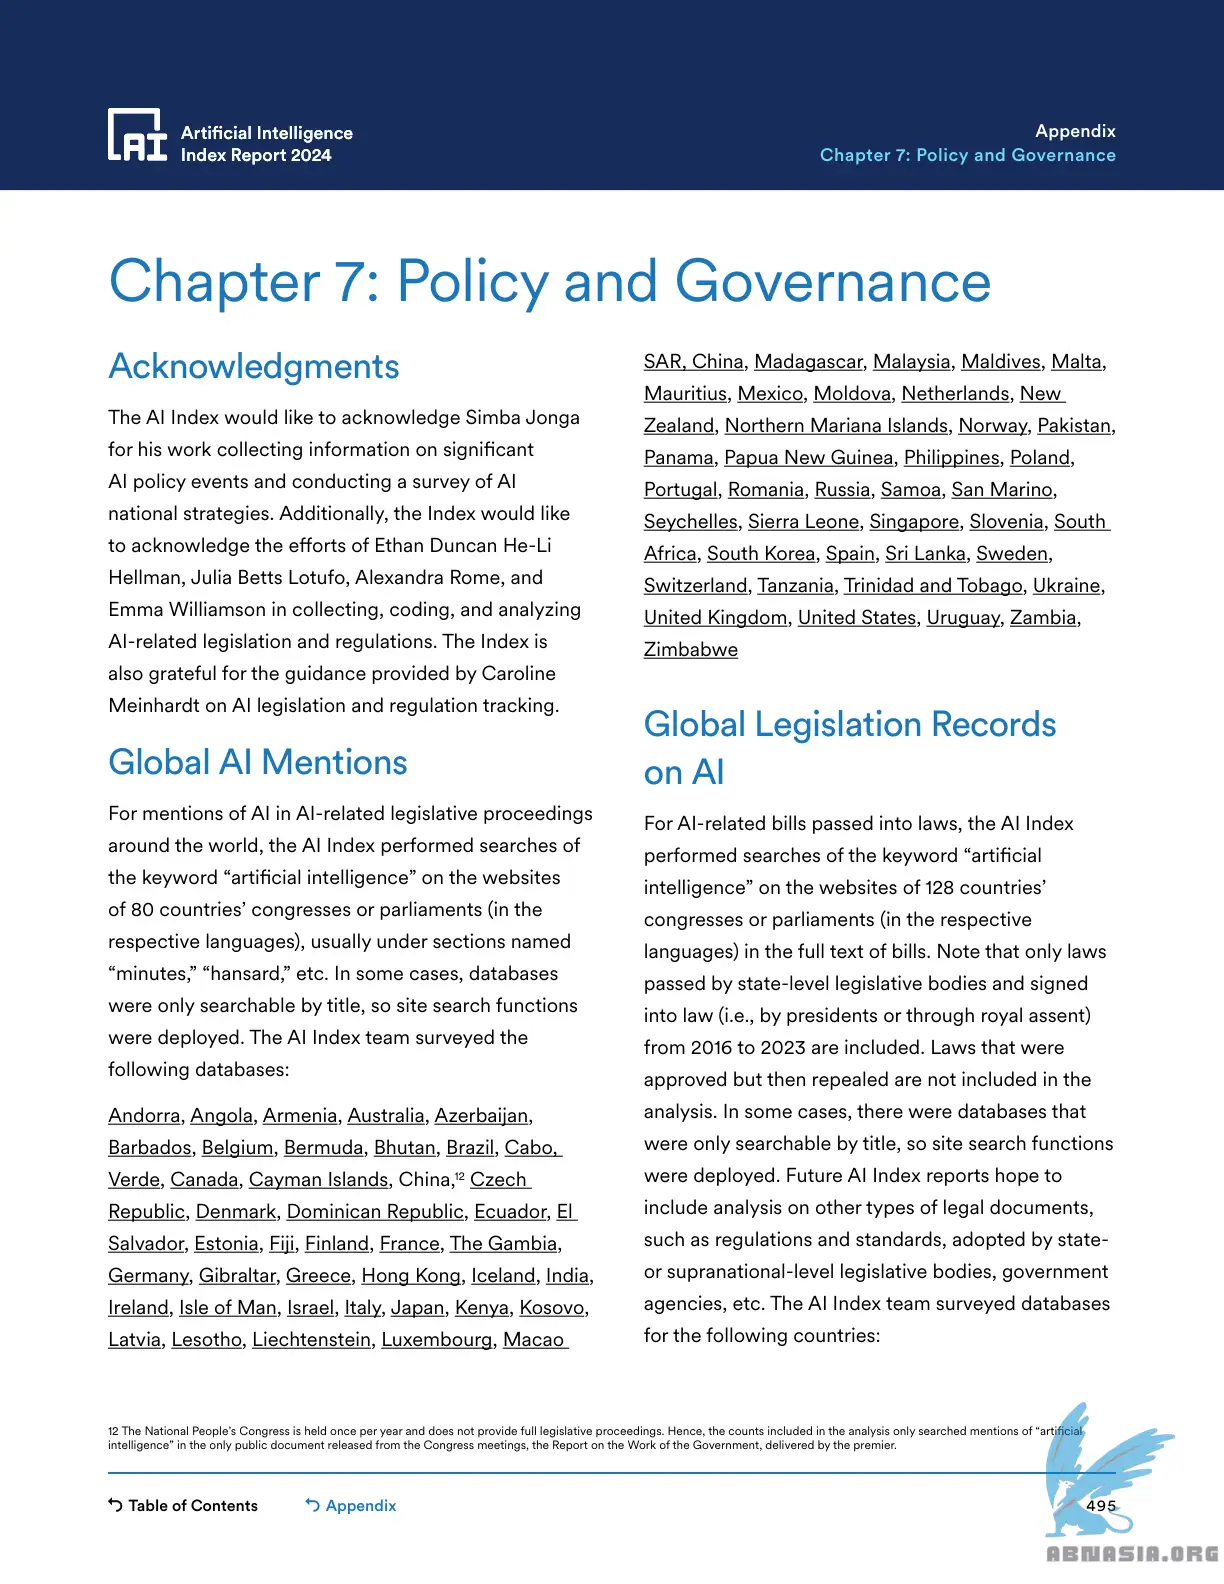 Artificial Intelligence
Index Report 2024
Appendix
Chapter 7: Policy and Governance
Chapter 7: Policy and Governance
Acknowledgments
The AI Index would like to acknowledge Simba Jonga
for his work collecting information on significant
AI policy events and conducting a survey of AI
national strategies. Additionally, the Index would like
to acknowledge the efforts of Ethan Duncan He-Li
Hellman, Julia Betts Lotufo, Alexandra Rome, and
Emma Williamson in collecting, coding, and analyzing
AI-related legislation and regulations. The Index is
also grateful for the guidance provided by Caroline
Meinhardt on AI legislation and regulation tracking.
Global AI Mentions
For mentions of AI in AI-related legislative proceedings
around the world, the AI Index performed searches of
the keyword “artificial intelligence” on the websites
of 80 countries’ congresses or parliaments (in the
respective languages), usually under sections named
“minutes,” “hansard,” etc. In some cases, databases
were only searchable by title, so site search functions
were deployed. The AI Index team surveyed the
following databases:
Andorra, Angola, Armenia, Australia, Azerbaijan,
Barbados, Belgium, Bermuda, Bhutan, Brazil, Cabo,
Verde, Canada, Cayman Islands, China,12 Czech
Republic, Denmark, Dominican Republic, Ecuador, El
Salvador, Estonia, Fiji, Finland, France, The Gambia,
Germany, Gibraltar, Greece, Hong Kong, Iceland, India,
Ireland, Isle of Man, Israel, Italy, Japan, Kenya, Kosovo,
Latvia, Lesotho, Liechtenstein, Luxembourg, Macao
SAR, China, Madagascar, Malaysia, Maldives, Malta,
Mauritius, Mexico, Moldova, Netherlands, New
Zealand, Northern Mariana Islands, Norway, Pakistan,
Panama, Papua New Guinea, Philippines, Poland,
Portugal, Romania, Russia, Samoa, San Marino,
Seychelles, Sierra Leone, Singapore, Slovenia, South
Africa, South Korea, Spain, Sri Lanka, Sweden,
Switzerland, Tanzania, Trinidad and Tobago, Ukraine,
United Kingdom, United States, Uruguay, Zambia,
Zimbabwe
Global Legislation Records
on AI
For AI-related bills passed into laws, the AI Index
performed searches of the keyword “artificial
intelligence” on the websites of 128 countries’
congresses or parliaments (in the respective
languages) in the full text of bills. Note that only laws
passed by state-level legislative bodies and signed
into law (i.e., by presidents or through royal assent)
from 2016 to 2023 are included. Laws that were
approved but then repealed are not included in the
analysis. In some cases, there were databases that
were only searchable by title, so site search functions
were deployed. Future AI Index reports hope to
include analysis on other types of legal documents,
such as regulations and standards, adopted by state-
or supranational-level legislative bodies, government
agencies, etc. The AI Index team surveyed databases
for the following countries:
12 The National People’s Congress is held once per year and does not provide full legislative proceedings. Hence, the counts included in the analysis only searched mentions of “artificial
intelligence” in the only public document released from the Congress meetings, the Report on the Work of the Government, delivered by the premier.
Table of Contents
Appendix
495
ABNASIA.ORG